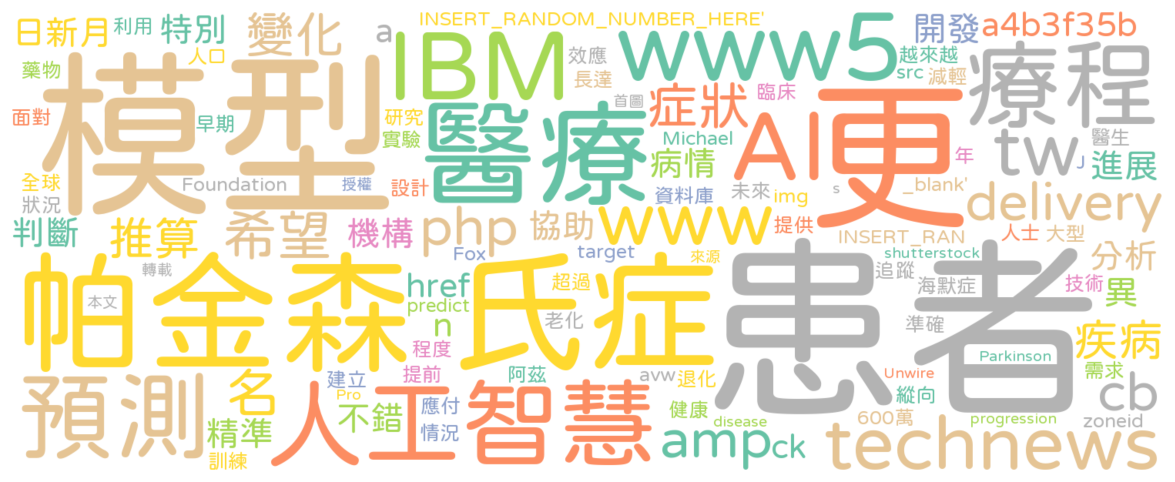 日新月
利用
特別
變化
a
INSERT_RANDOM_NUMBER_HERE'
IBM
效應
www5
開發
a4b3f35b
人口
藥物
長達
越來越
src
減輕
模型
療程
面對
早期
研究
實驗
首圖
醫療
症狀
臨床
Michael
AI
更
醫生
tw
J
進展
年
病情
全球
狀況
Foundation
授權
設計
資料庫
未來
img
s
_blank'
delivery
判斷
推算
希望
機構
php
協助
www
提供
INSERT_RAN
人士
大型
分析
轉載
Fox
target
來源
shutterstock
追蹤
海默症
技術
異
帕金森
氏症
href
predict
n
超過
老化
患者
準確
本文
程度
疾病
Parkinson
預測
名
建立
提前
阿茲
avw
退化
Unwire
縱向
需求
cb
Pro
人工智慧
不錯
應付
健康
600萬
progression
zoneid
精準
訓練
情況
disease
amp
ck
technews